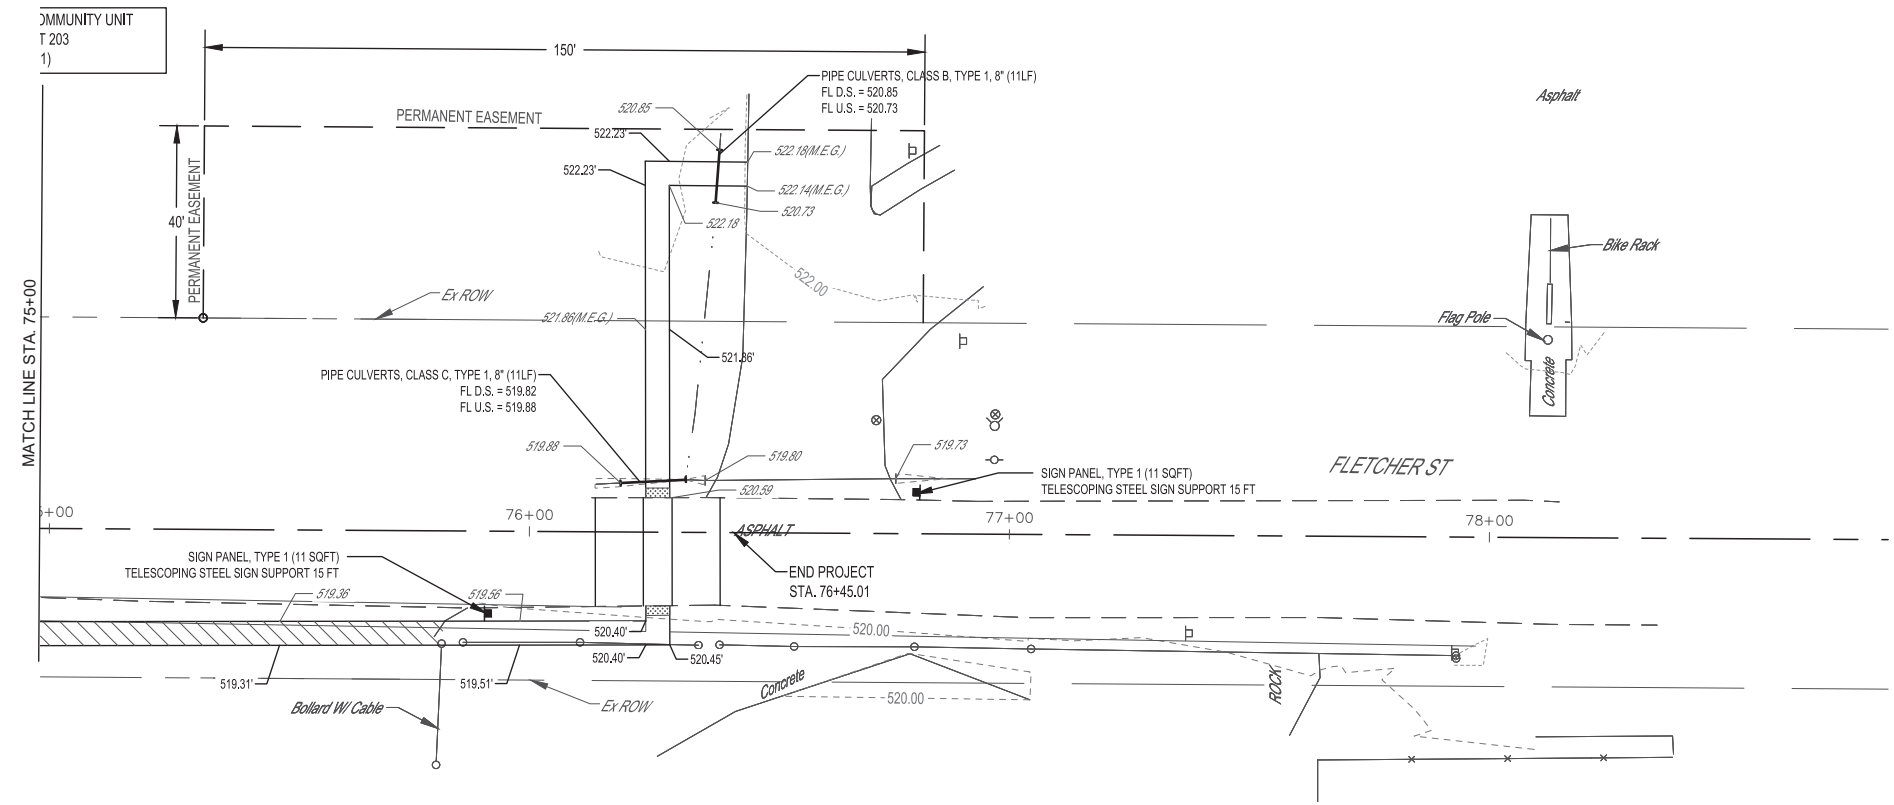 OMMUNITY UNIT
T 203
1)
150'
PIPE CULVERTS, CLASS B, TYPE 1, 8" (11LF)
FL D.S. = 520.85
FL U.S. = 520.73
Asphalt
PERMANENT EASEMENT
520.85
522.23'
522.18(M.E.G.)
522.23'
522.14(M.E.G.)
520.73
522.18
40'
PERMANENT EASEMENT
Bike Rack
522.00
Ex ROW
521.86(M.E.G.)
Flag Pole
521.86'
Concrete
MATCH LINE STA. 75+00
PIPE CULVERTS, CLASS C, TYPE 1, 8" (11LF)
FL D.S. = 519.82
FL U.S. = 519.88
519.88
519.80
519.73
FLETCHER ST
SIGN PANEL, TYPE 1 (11 SQFT)
TELESCOPING STEEL SIGN SUPPORT 15 FT
520.59
5+00
76+00
77+00
78+00
ASPHALT
SIGN PANEL, TYPE 1 (11 SQFT)
TELESCOPING STEEL SIGN SUPPORT 15 FT
END PROJECT
STA. 76+45.01
519.36
519.56
520.40'
520.00
520.40'
520.45'
519.31'
519.51'
Concrete
520.00
ROCK
Bollard W/ Cable
Ex ROW